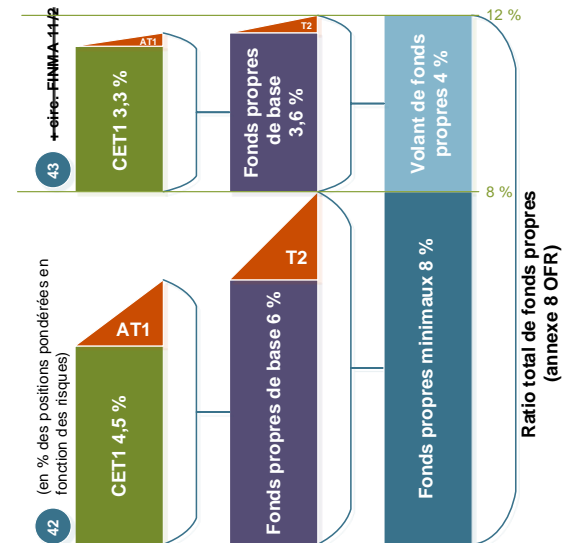 12 %
43
+ circ. FINMA 11/2
AT1
CET1 3,3 %
T2
Fonds propres
de base
3,6 %
Volant de fonds
propres 4 %
8 %
42
(en % des positions pondérées en
fonction des risques)
AT1
CET1 4,5 %
T2
Fonds propres de base 6 %
Fonds propres minimaux 8 %
Ratio total de fonds propres
(annexe 8 OFR)